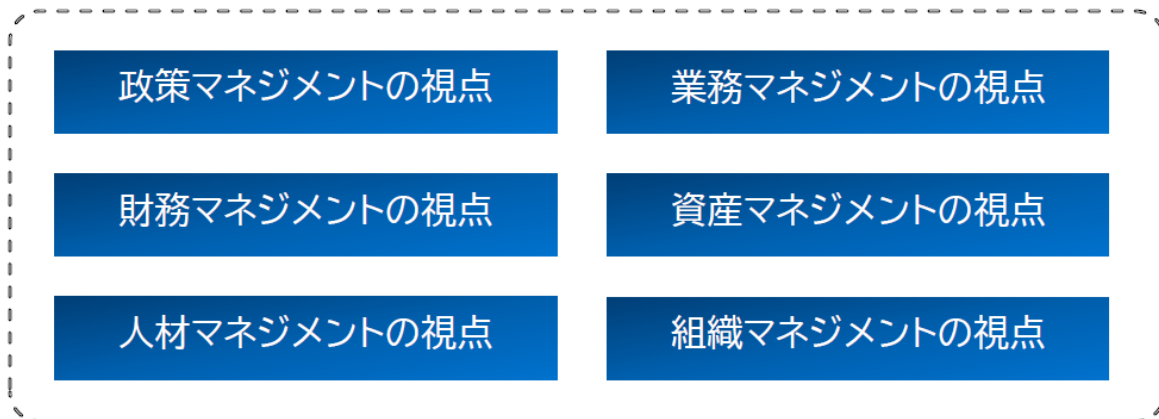 政策マネジメントの視点
業務マネジメントの視点
財務マネジメントの視点
資産マネジメントの視点
人材マネジメントの視点
組織マネジメントの視点